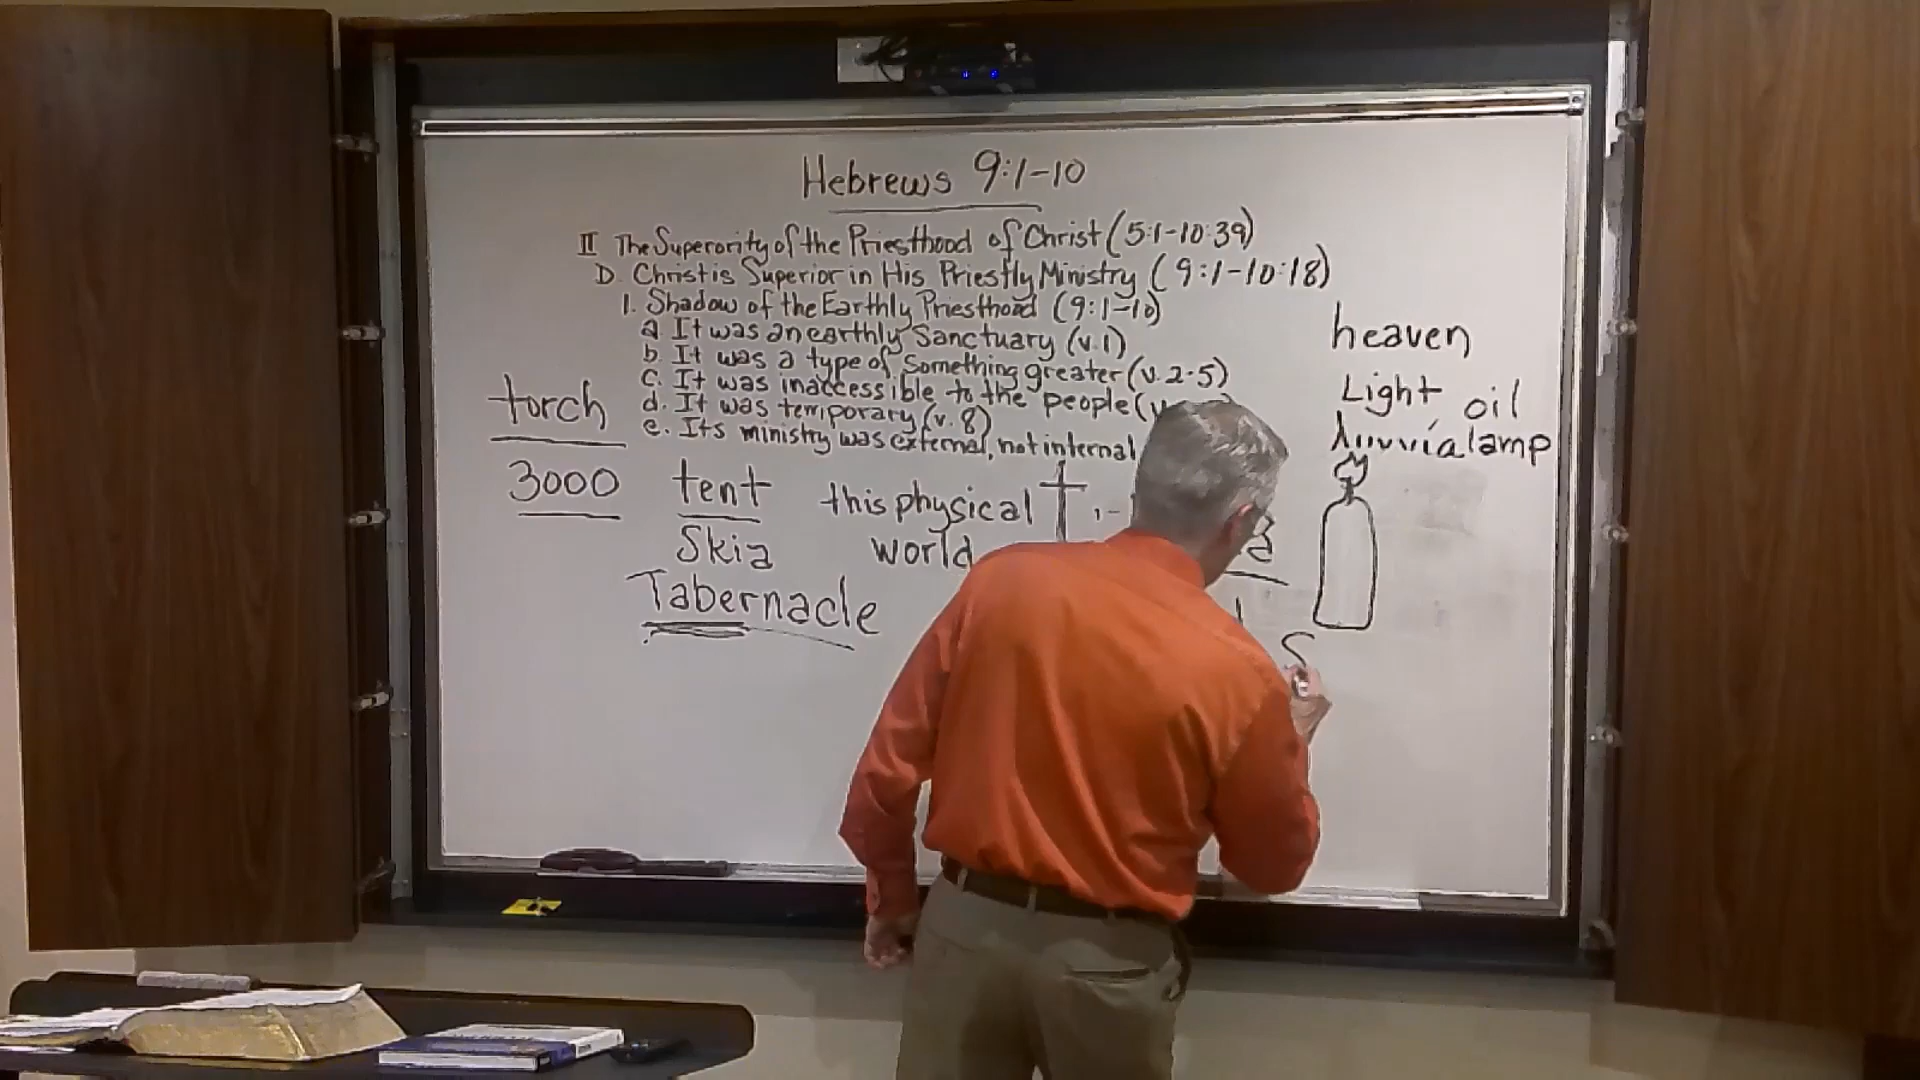 Hebrews 9:1-10
II The Superority of the Priesthood of Christ (5:1-10:39)
D. Christ is Superior in His Priestly Ministry (9:1-10:18)
1. Shadow of the Earthly Priesthood (9:1-10)
a. It was an earthly Sanctuary (v.1)
b. It was a type of Something greater (v.2-5)
c. It was inaccessible to the people (v
d. It was temporary (v.8)
e. Its ministry was external, not internal
heaven
Light oil
lamp
torch
3000
tent
Skia
Tabernacle
this physical
world
S